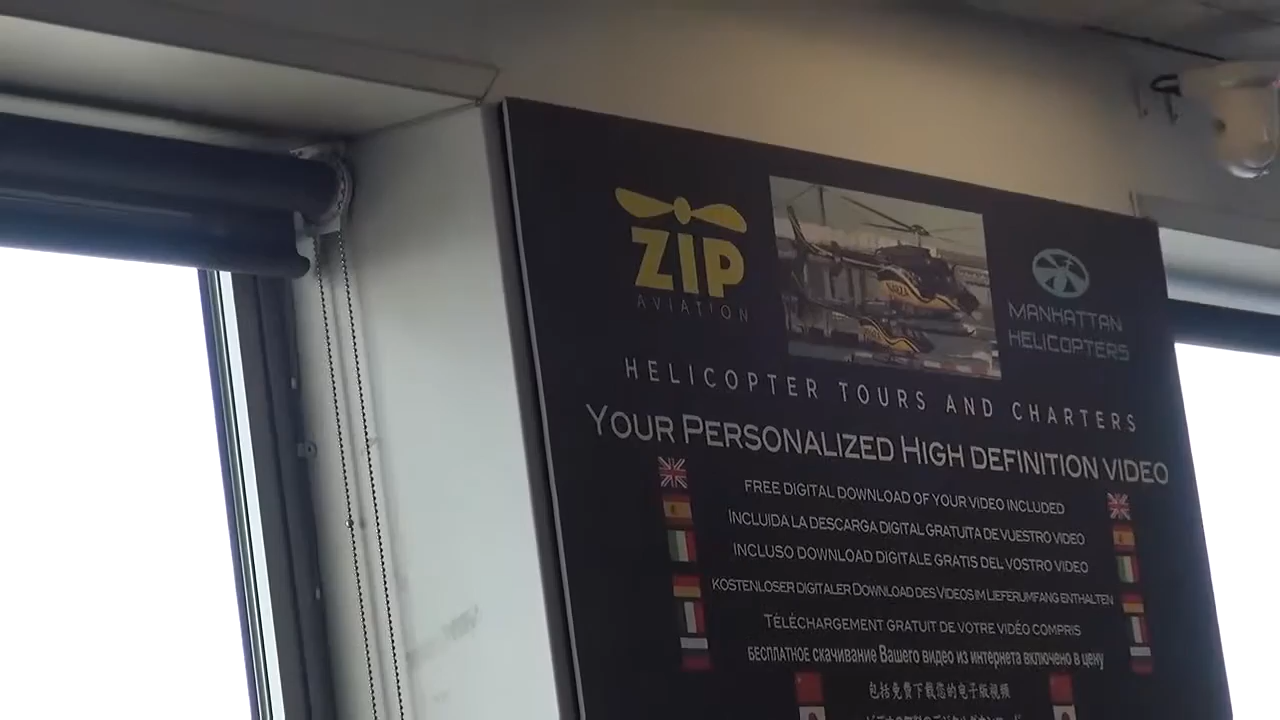 ZIP
AVIATION
MANHATTAN
HELICOPTERS
HELICOPTER TOURS AND CHARTERS
YOUR PERSONALIZED HIGH DEFINITION VIDEO
FREE DIGITAL DOWNLOAD OF YOUR VIDEO INCLUDED
INCLUIDA LA DESCARGA DIGITAL GRATUITA DE VUESTRO VIDEO
INCLUSO DOWNLOAD DIGITALE GRATIS DEL VOSTRO VIDEO
KOSTENLOSER DIGITALER DOWNLOAD DES VIDEOS IM LIEFERUMFANG ENTHALTEN
TÉLÉCHARGEMENT GRATUIT DE VOTRE VIDÉO COMPRIS
БЕСПЛАТНОЕ скачивание Вашего видео из интернета включено в цену
包括免费下载您的电子版视频